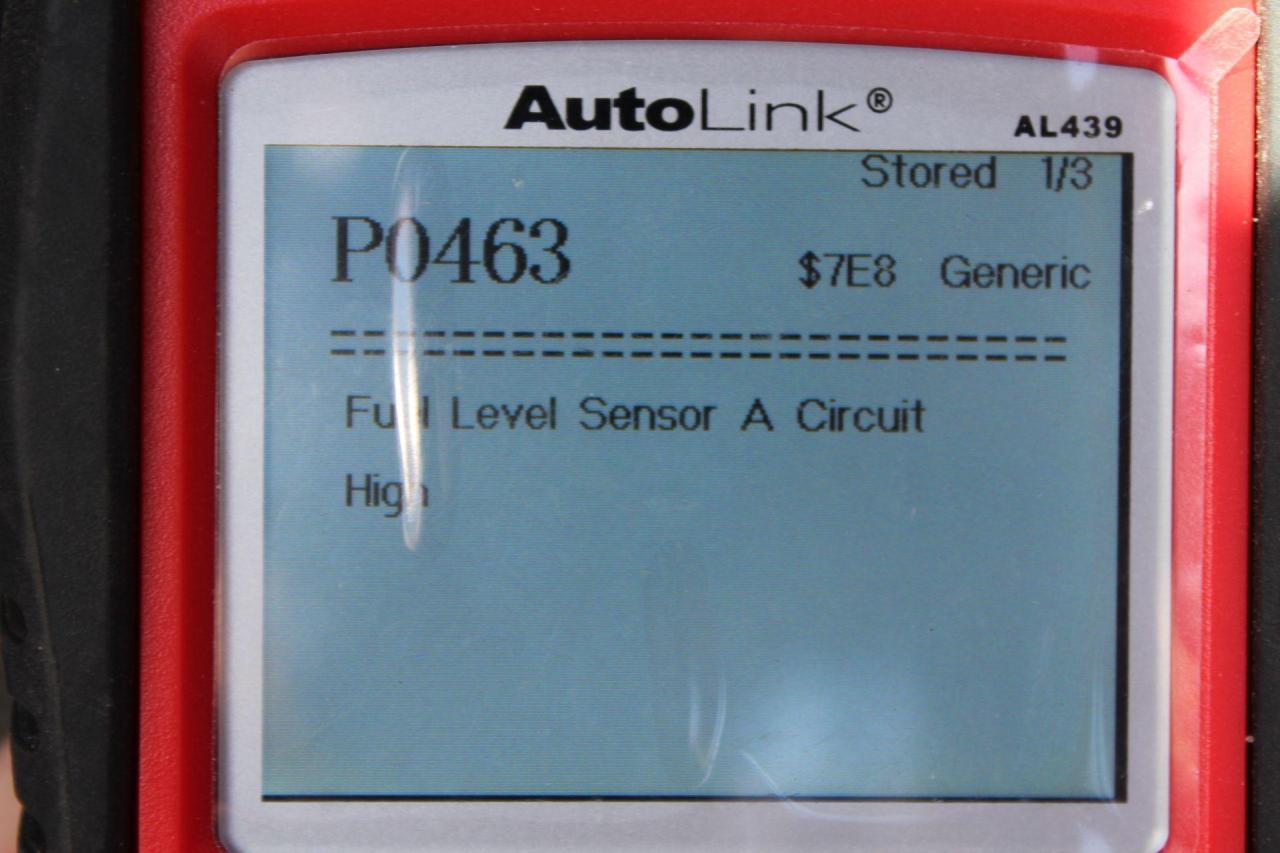 AutoLink®
AL439
Stored 1/3
P0463 $7E8 Generic
========================
Fuel Level Sensor A Circuit
High